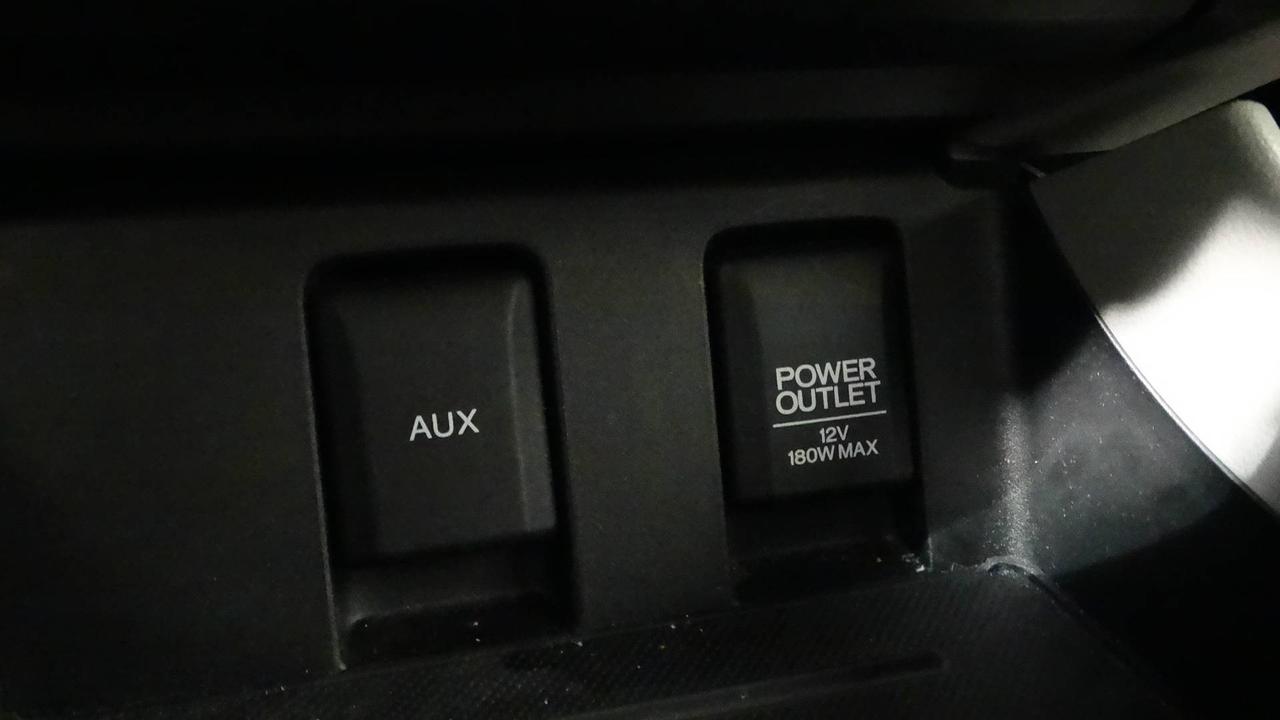 AUX
POWER
OUTLET
12V
180W MAX